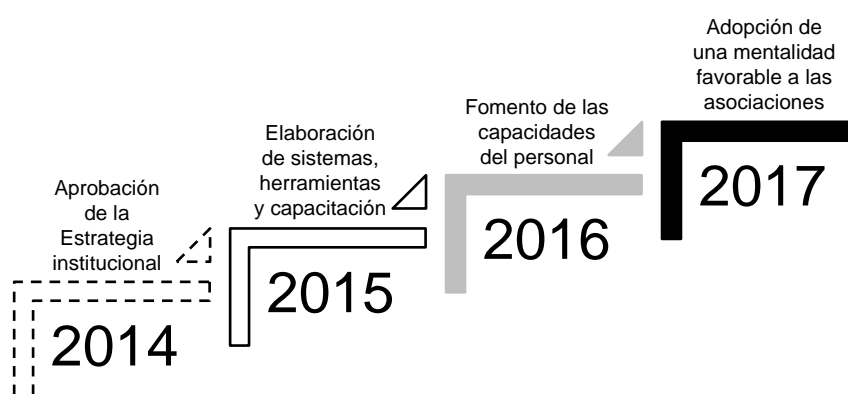 Aprobación
de la
Estrategia
institucional
2014
Elaboración
de sistemas,
herramientas
y capacitación
2015
Fomento de las
capacidades
del personal
2016
Adopción de
una mentalidad
favorable a las
asociaciones
2017